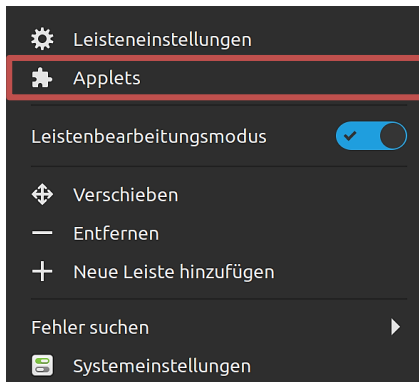 Leisteneinstellungen
Applets
Leistenbearbeitungsmodus
Verschieben
Entfernen
Neue Leiste hinzufügen
Fehler suchen
Systemeinstellungen